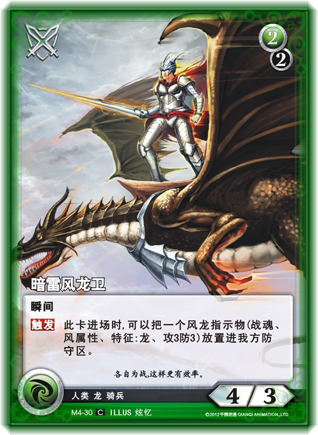 2
2
暗雷风龙卫
瞬间
触发 此卡进场时,可以把一个风龙指示物(战魂、
风属性、特征:龙、攻3防3)放置进我方防
守区。
各自为战,这样更有效率。
人类 龙 骑兵
4 / 3
M4-30 C ILLUS 炫忆